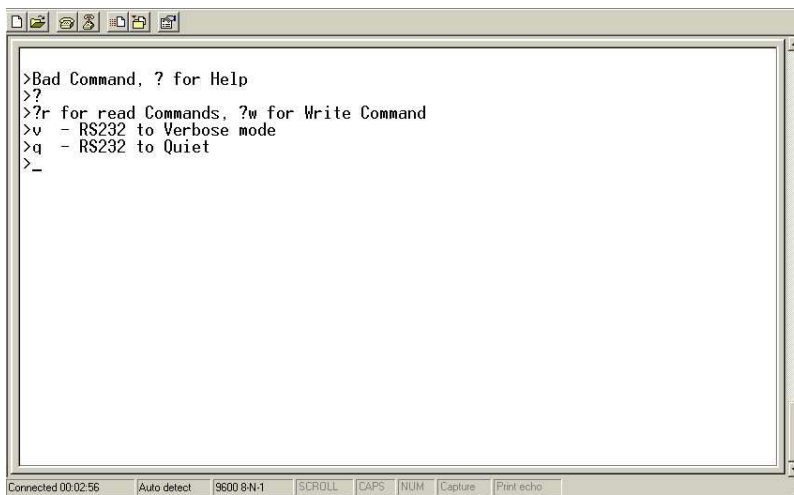 >Bad Command, ? for Help
>?
>?r for read Commands, ?w for Write Command
>v  - RS232 to Verbose mode
>q  - RS232 to Quiet
>_
Connected 00:02:56 Auto detect 9600 8-N-1 SCROLL CAPS NUM Capture Print echo